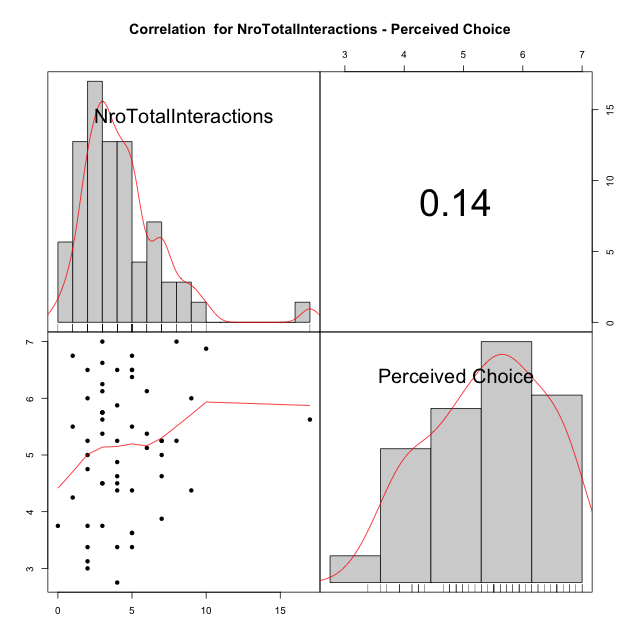 Correlation  for NroTotalInteractions - Perceived Choice
3 4 5 6 7
NroTotalInteractions
0.14
0 5 10 15
Perceived Choice
3 4 5 6 7
0 5 10 15